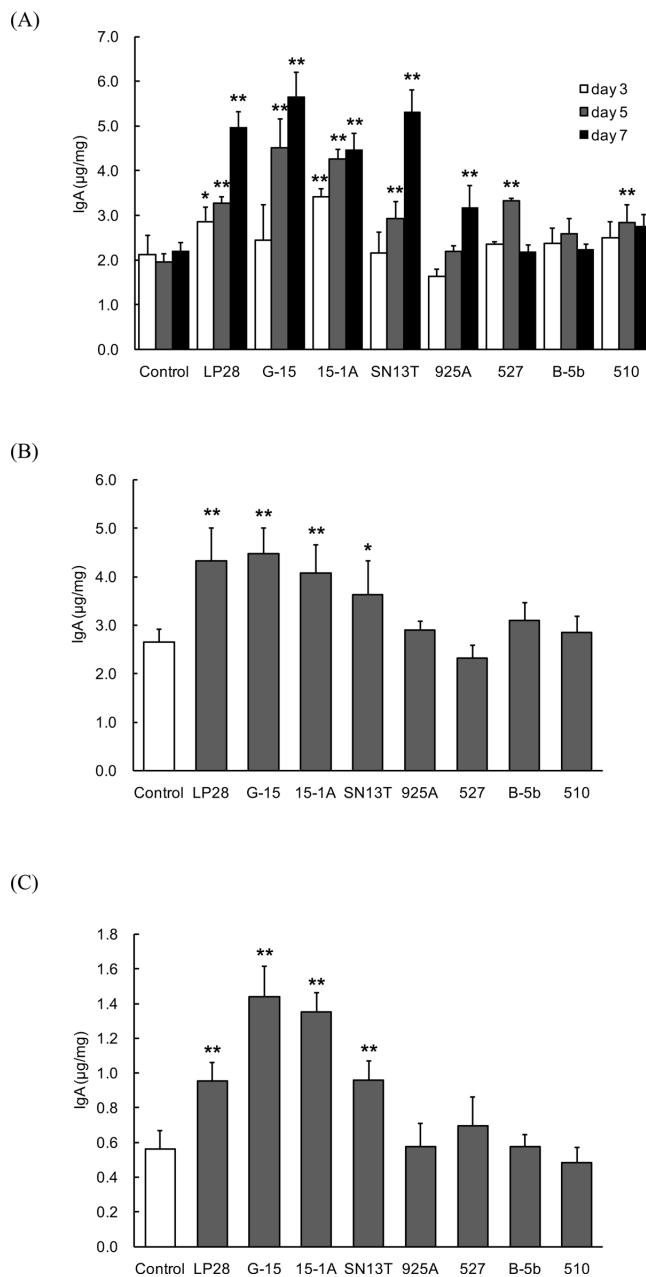 (A)
7.0
6.0
5.0
4.0
3.0
2.0
1.0
0.0
IgA (µg/mg)
day 3
day 5
day 7
* ** **
** **
** ** **
** **
**
**
**
Control LP28 G-15 15-1A SN13T 925A 527 B-5b 510
(B)
6.0
5.0
4.0
3.0
2.0
1.0
0.0
IgA (µg/mg)
** ** ** *
Control LP28 G-15 15-1A SN13T 925A 527 B-5b 510
(C)
1.8
1.6
1.4
1.2
1.0
0.8
0.6
0.4
0.2
0.0
IgA (µg/mg)
** ** ** **
Control LP28 G-15 15-1A SN13T 925A 527 B-5b 510